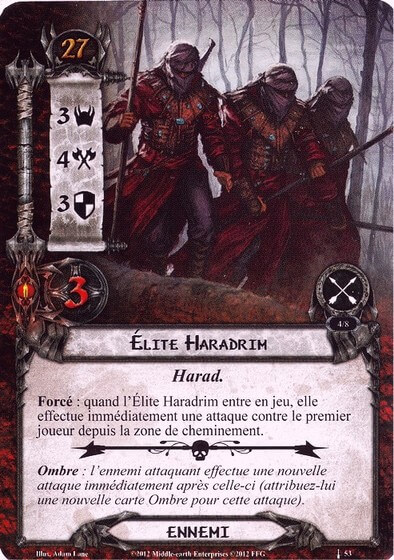 27
3
4
3
3
4/8
Élite Haradrim
Harad.
Forcé : quand l'Élite Haradrim entre en jeu, elle
effectue immédiatement une attaque contre le premier
joueur depuis la zone de cheminement.
Ombre : l'ennemi attaquant effectue une nouvelle
attaque immédiatement après celle-ci (attribuez-lui
une nouvelle carte Ombre pour cette attaque).
ENNEMI
Illus. Adam Lane ©2012 Middle-earth Enterprises ©2012 FFG 53